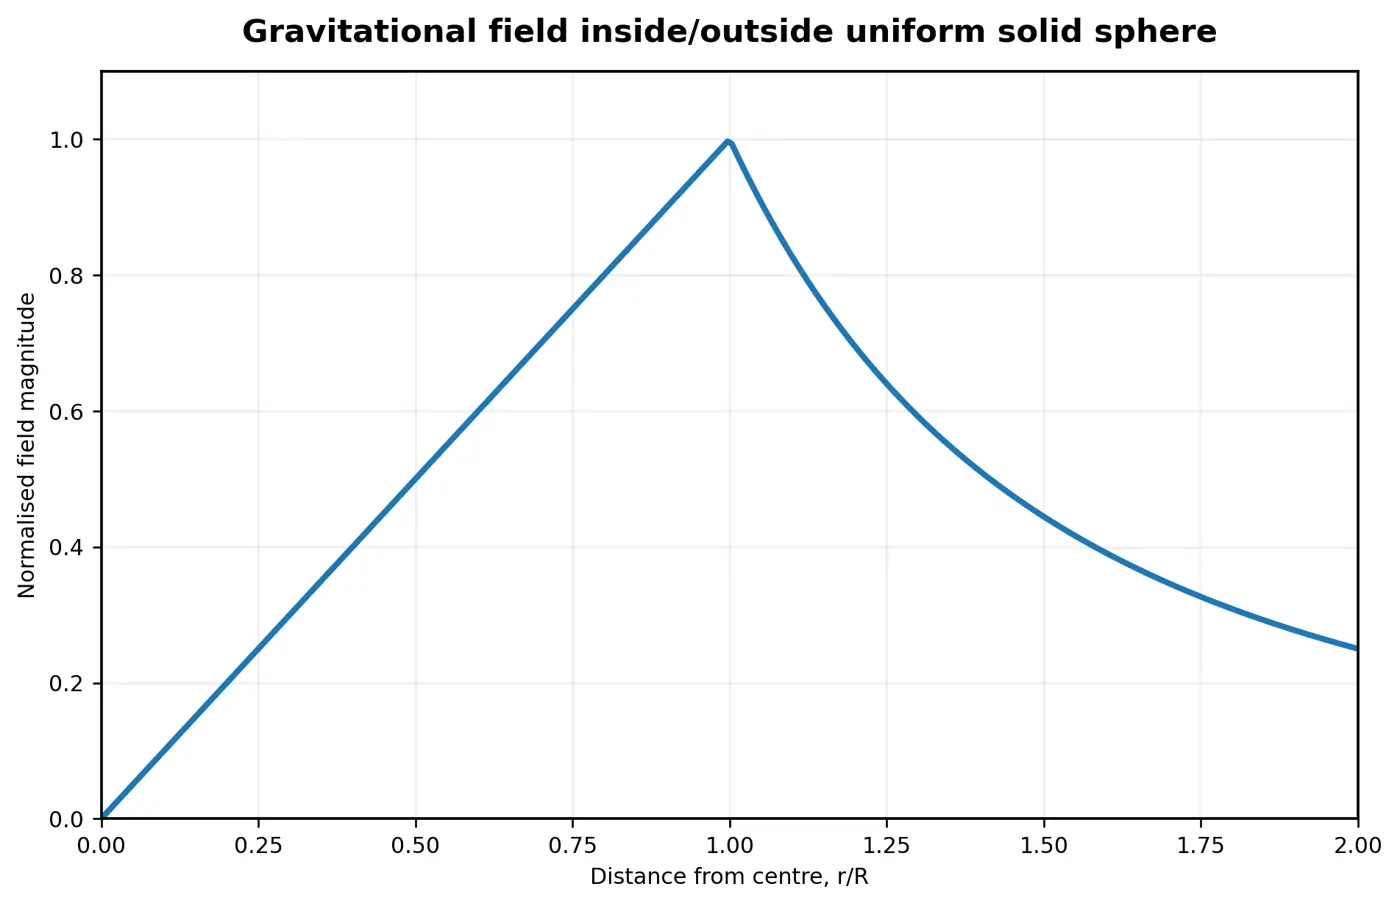 Gravitational field inside/outside uniform solid sphere
Normalised field magnitude
1.0
0.8
0.6
0.4
0.2
0.0
0.00 0.25 0.50 0.75 1.00 1.25 1.50 1.75 2.00
Distance from centre, r/R